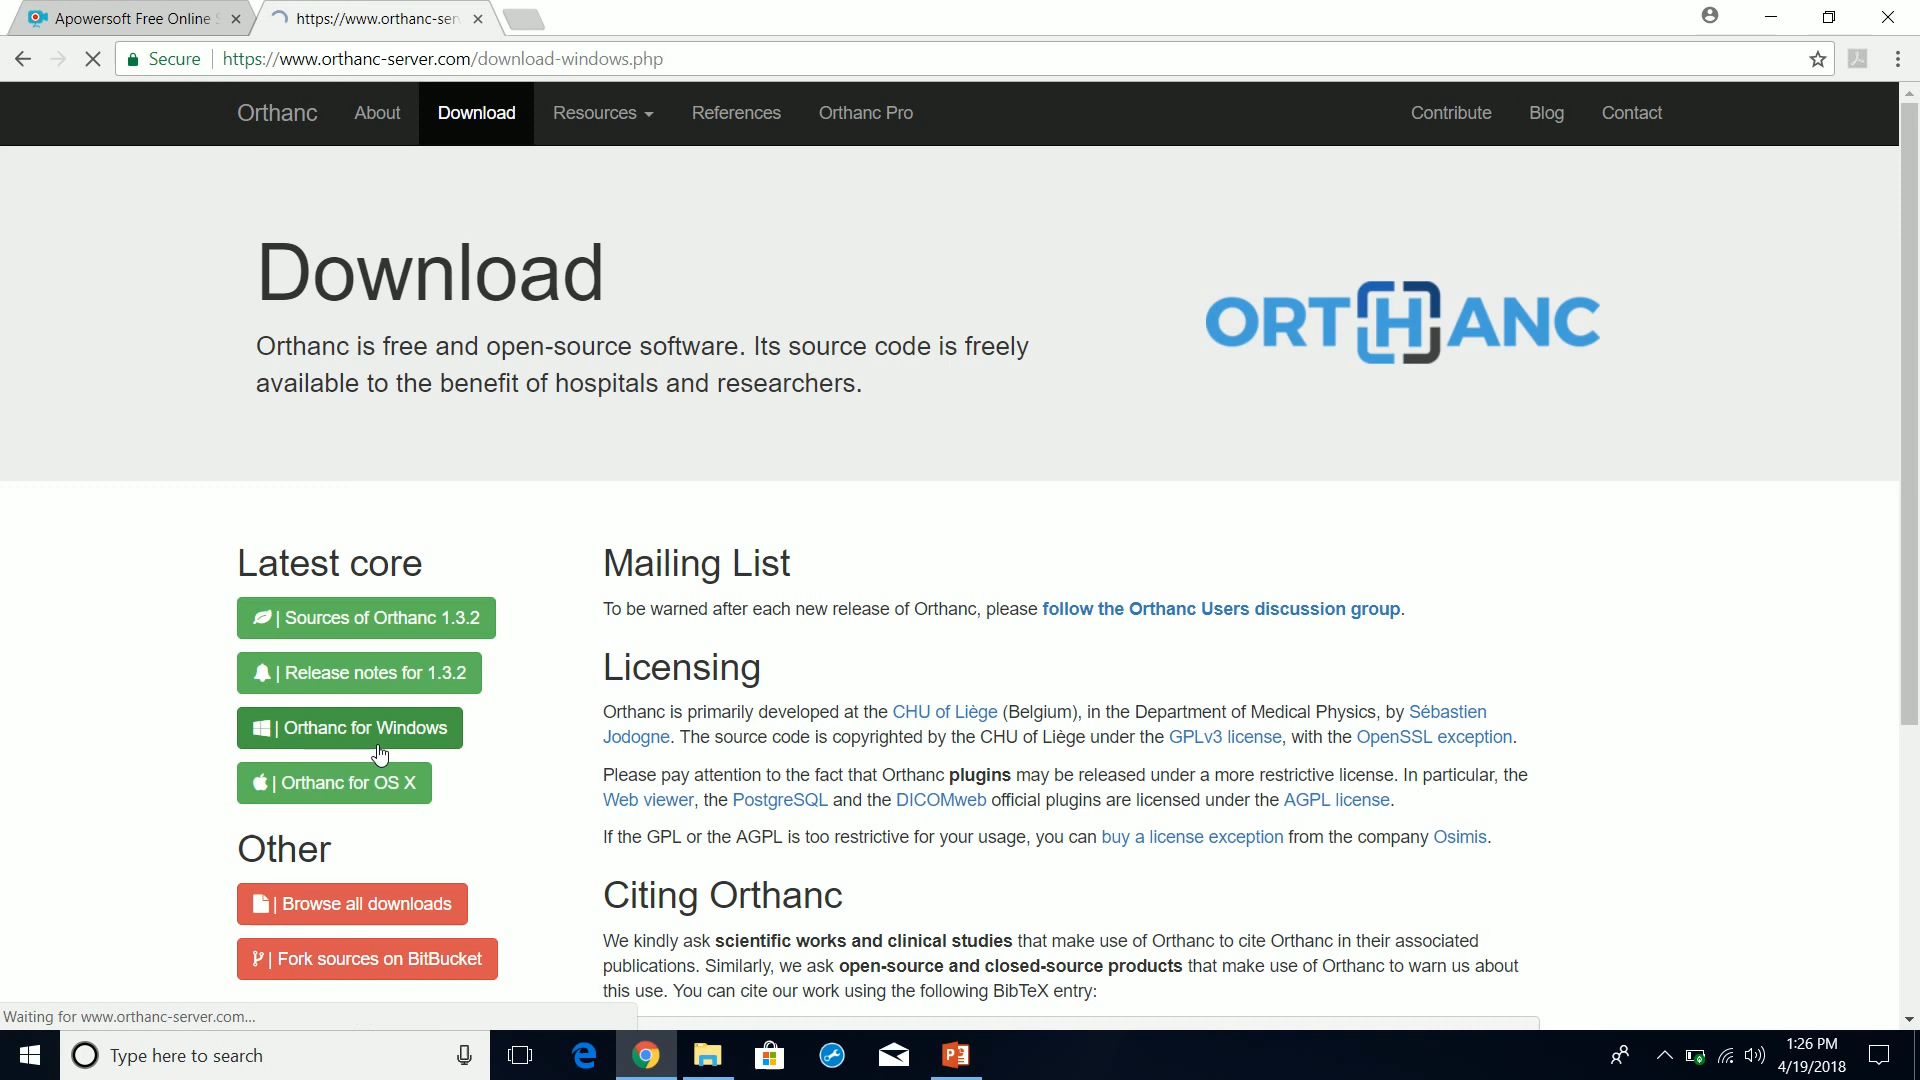 Apowersoft Free Online
https://www.orthanc-ser
Secure
https://www.orthanc-server.com/download-windows.php
Orthanc
About
Download
Resources
References
Orthanc Pro
Contribute
Blog
Contact
Download
Orthanc is free and open-source software. Its source code is freely
available to the benefit of hospitals and researchers.
ORTHANC
Latest core
| Sources of Orthanc 1.3.2
| Release notes for 1.3.2
| Orthanc for Windows
| Orthanc for OS X
Other
| Browse all downloads
| Fork sources on BitBucket
Mailing List
To be warned after each new release of Orthanc, please follow the Orthanc Users discussion group.
Licensing
Orthanc is primarily developed at the CHU of Liège (Belgium), in the Department of Medical Physics, by Sébastien
Jodogne. The source code is copyrighted by the CHU of Liège under the GPLv3 license, with the OpenSSL exception.
Please pay attention to the fact that Orthanc plugins may be released under a more restrictive license. In particular, the
Web viewer, the PostgreSQL and the DICOMweb official plugins are licensed under the AGPL license.
If the GPL or the AGPL is too restrictive for your usage, you can buy a license exception from the company Osimis.
Citing Orthanc
We kindly ask scientific works and clinical studies that make use of Orthanc to cite Orthanc in their associated
publications. Similarly, we ask open-source and closed-source products that make use of Orthanc to warn us about
this use. You can cite our work using the following BibTeX entry:
Waiting for www.orthanc-server.com...
Type here to search
1:26 PM
4/19/2018